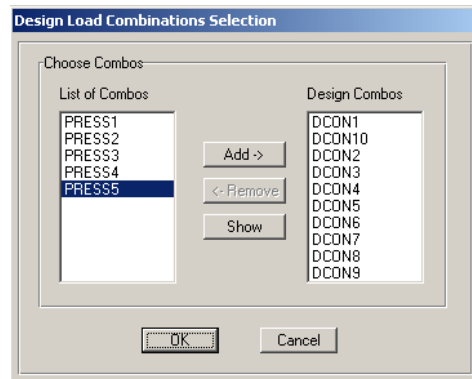 Design Load Combinations Selection
Choose Combos
List of Combos
PRESS1
PRESS2
PRESS3
PRESS4
PRESS5
Add ->
<- Remove
Show
Design Combos
DCON1
DCON10
DCON2
DCON3
DCON4
DCON5
DCON6
DCON7
DCON8
DCON9
OK
Cancel